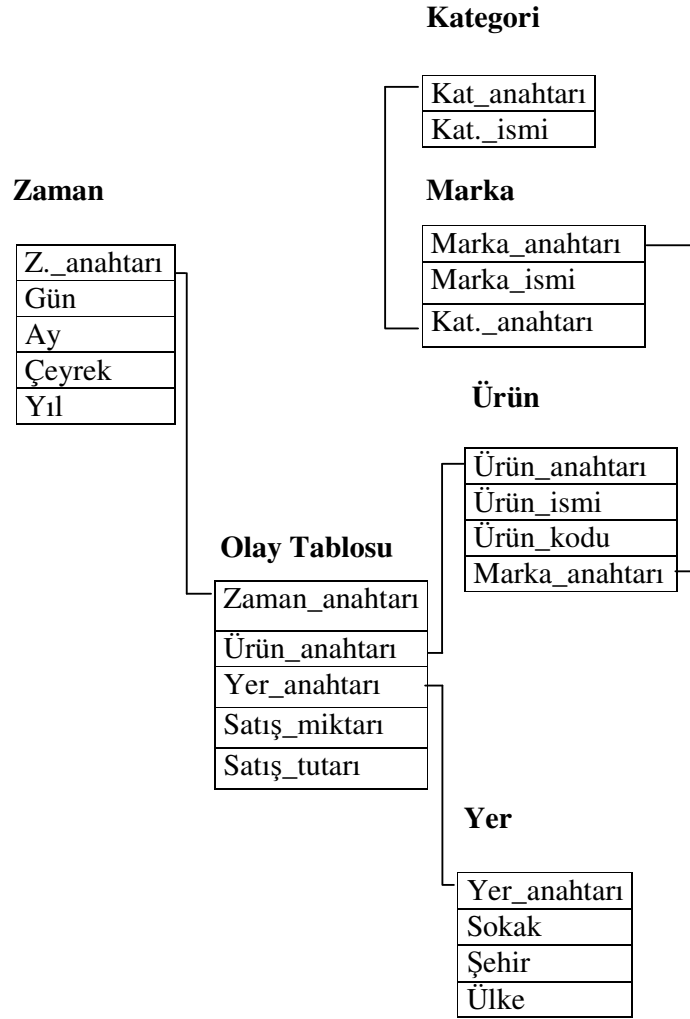 Kategori
Kat_anahtarı
Kat._ismi
Zaman
Z._anahtarı
Gün
Ay
Çeyrek
Yıl
Marka
Marka_anahtarı
Marka_ismi
Kat._anahtarı
Ürün
Ürün_anahtarı
Ürün_ismi
Ürün_kodu
Marka_anahtarı
Olay Tablosu
Zaman_anahtarı
Ürün_anahtarı
Yer_anahtarı
Satış_miktarı
Satış_tutarı
Yer
Yer_anahtarı
Sokak
Şehir
Ülke